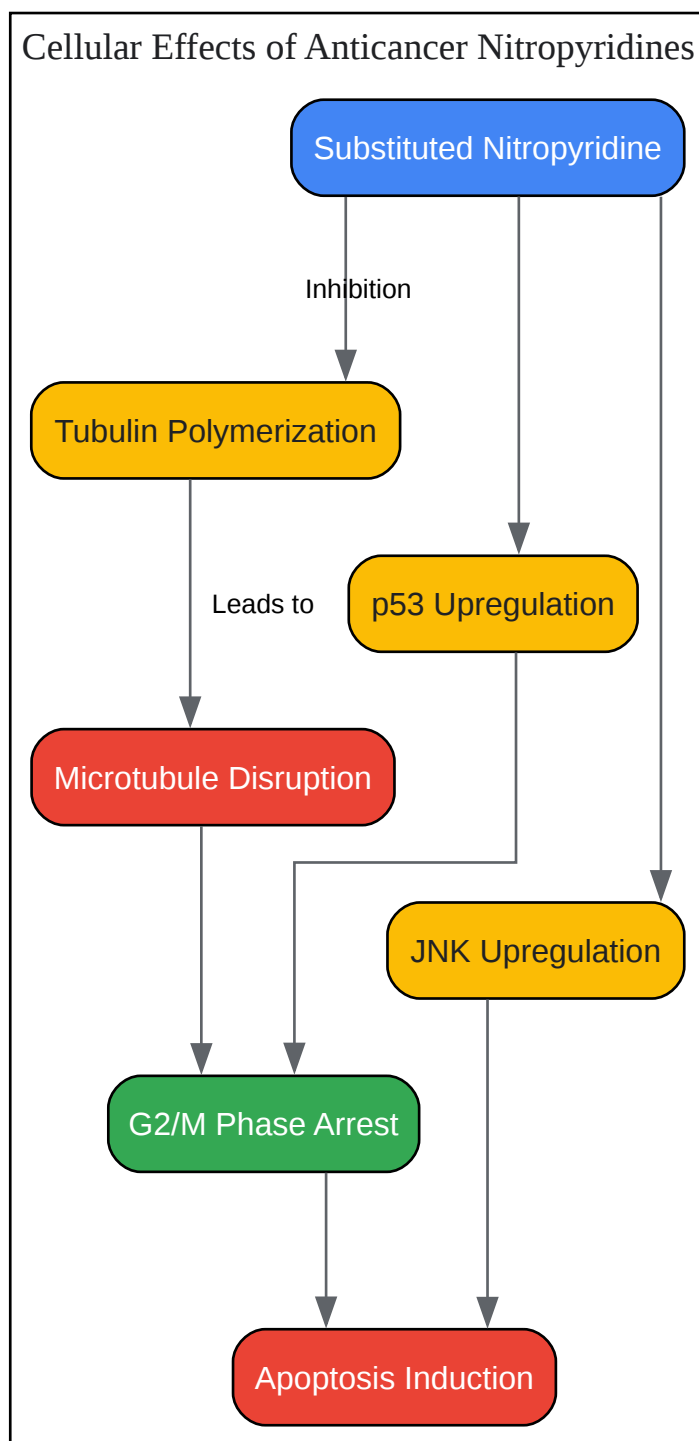 Cellular Effects of Anticancer Nitropyridines
Substituted Nitropyridine
Inhibition
Tubulin Polymerization
Leads to
p53 Upregulation
Microtubule Disruption
JNK Upregulation
G2/M Phase Arrest
Apoptosis Induction